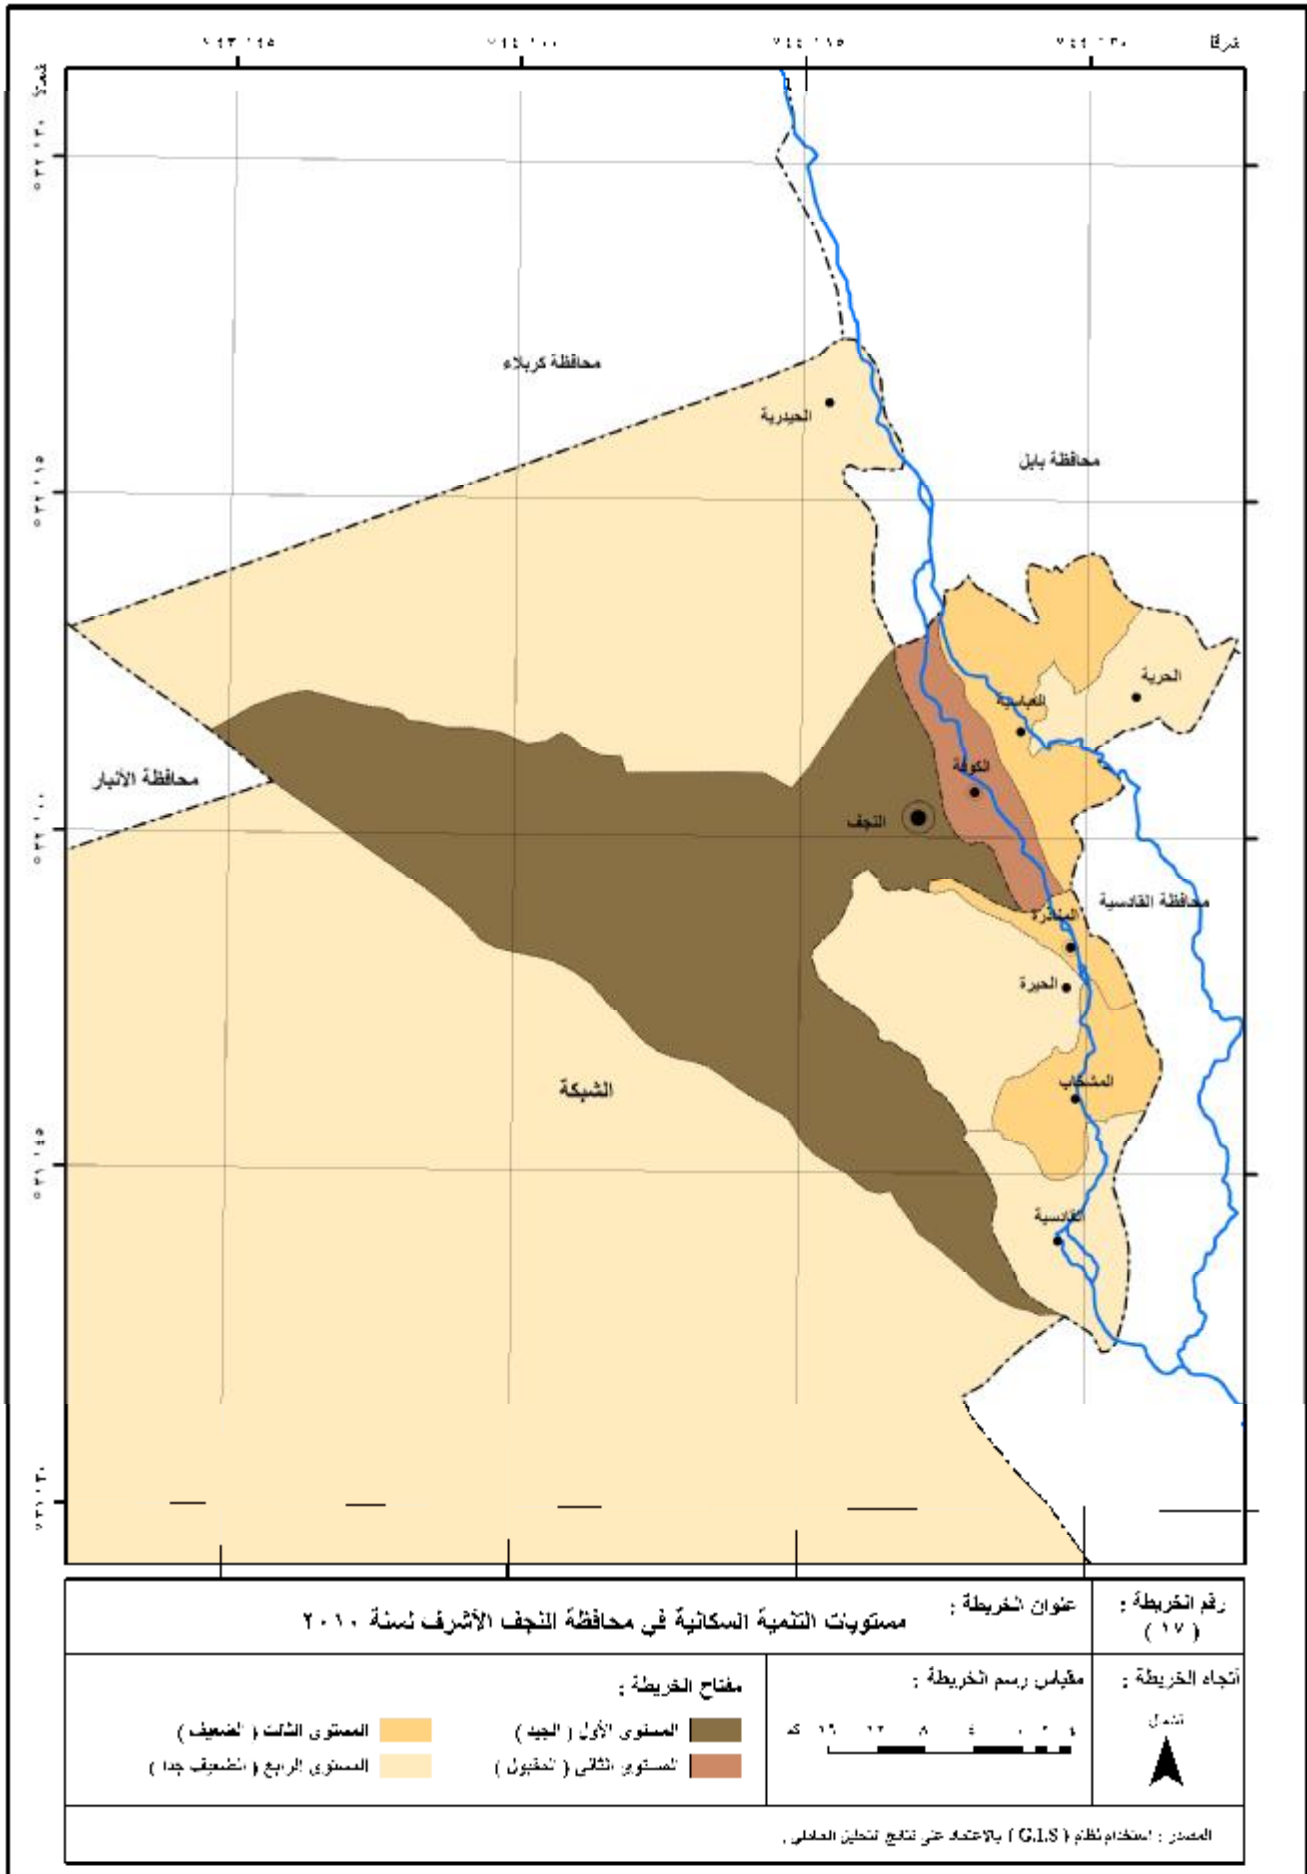 شرقا
محافظة كربلاء
الحيدرية
محافظة بابل
الحرية
العباسية
الكوفة
محافظة الأنبار
النجف
محافظة القادسية
المناذرة
الحيرة
المشخاب
الشبكة
القادسية
رقم الخريطة :
( ١٧ )
عنوان الخريطة :
مستويات التنمية السكانية في محافظة النجف الأشرف لسنة ٢٠١٠
أتجاه الخريطة :
شمال
مقياس رسم الخريطة :
كم
مفتاح الخريطة :
المستوى الأول ( الجيد )
المستوى الثاني ( المقبول )
المستوى الثالث ( الضعيف )
المستوى الرابع ( الضعيف جدا )
المصدر : استخدام نظام ( G.I.S ) بالاعتماد على نتائج التحليل العاملي .